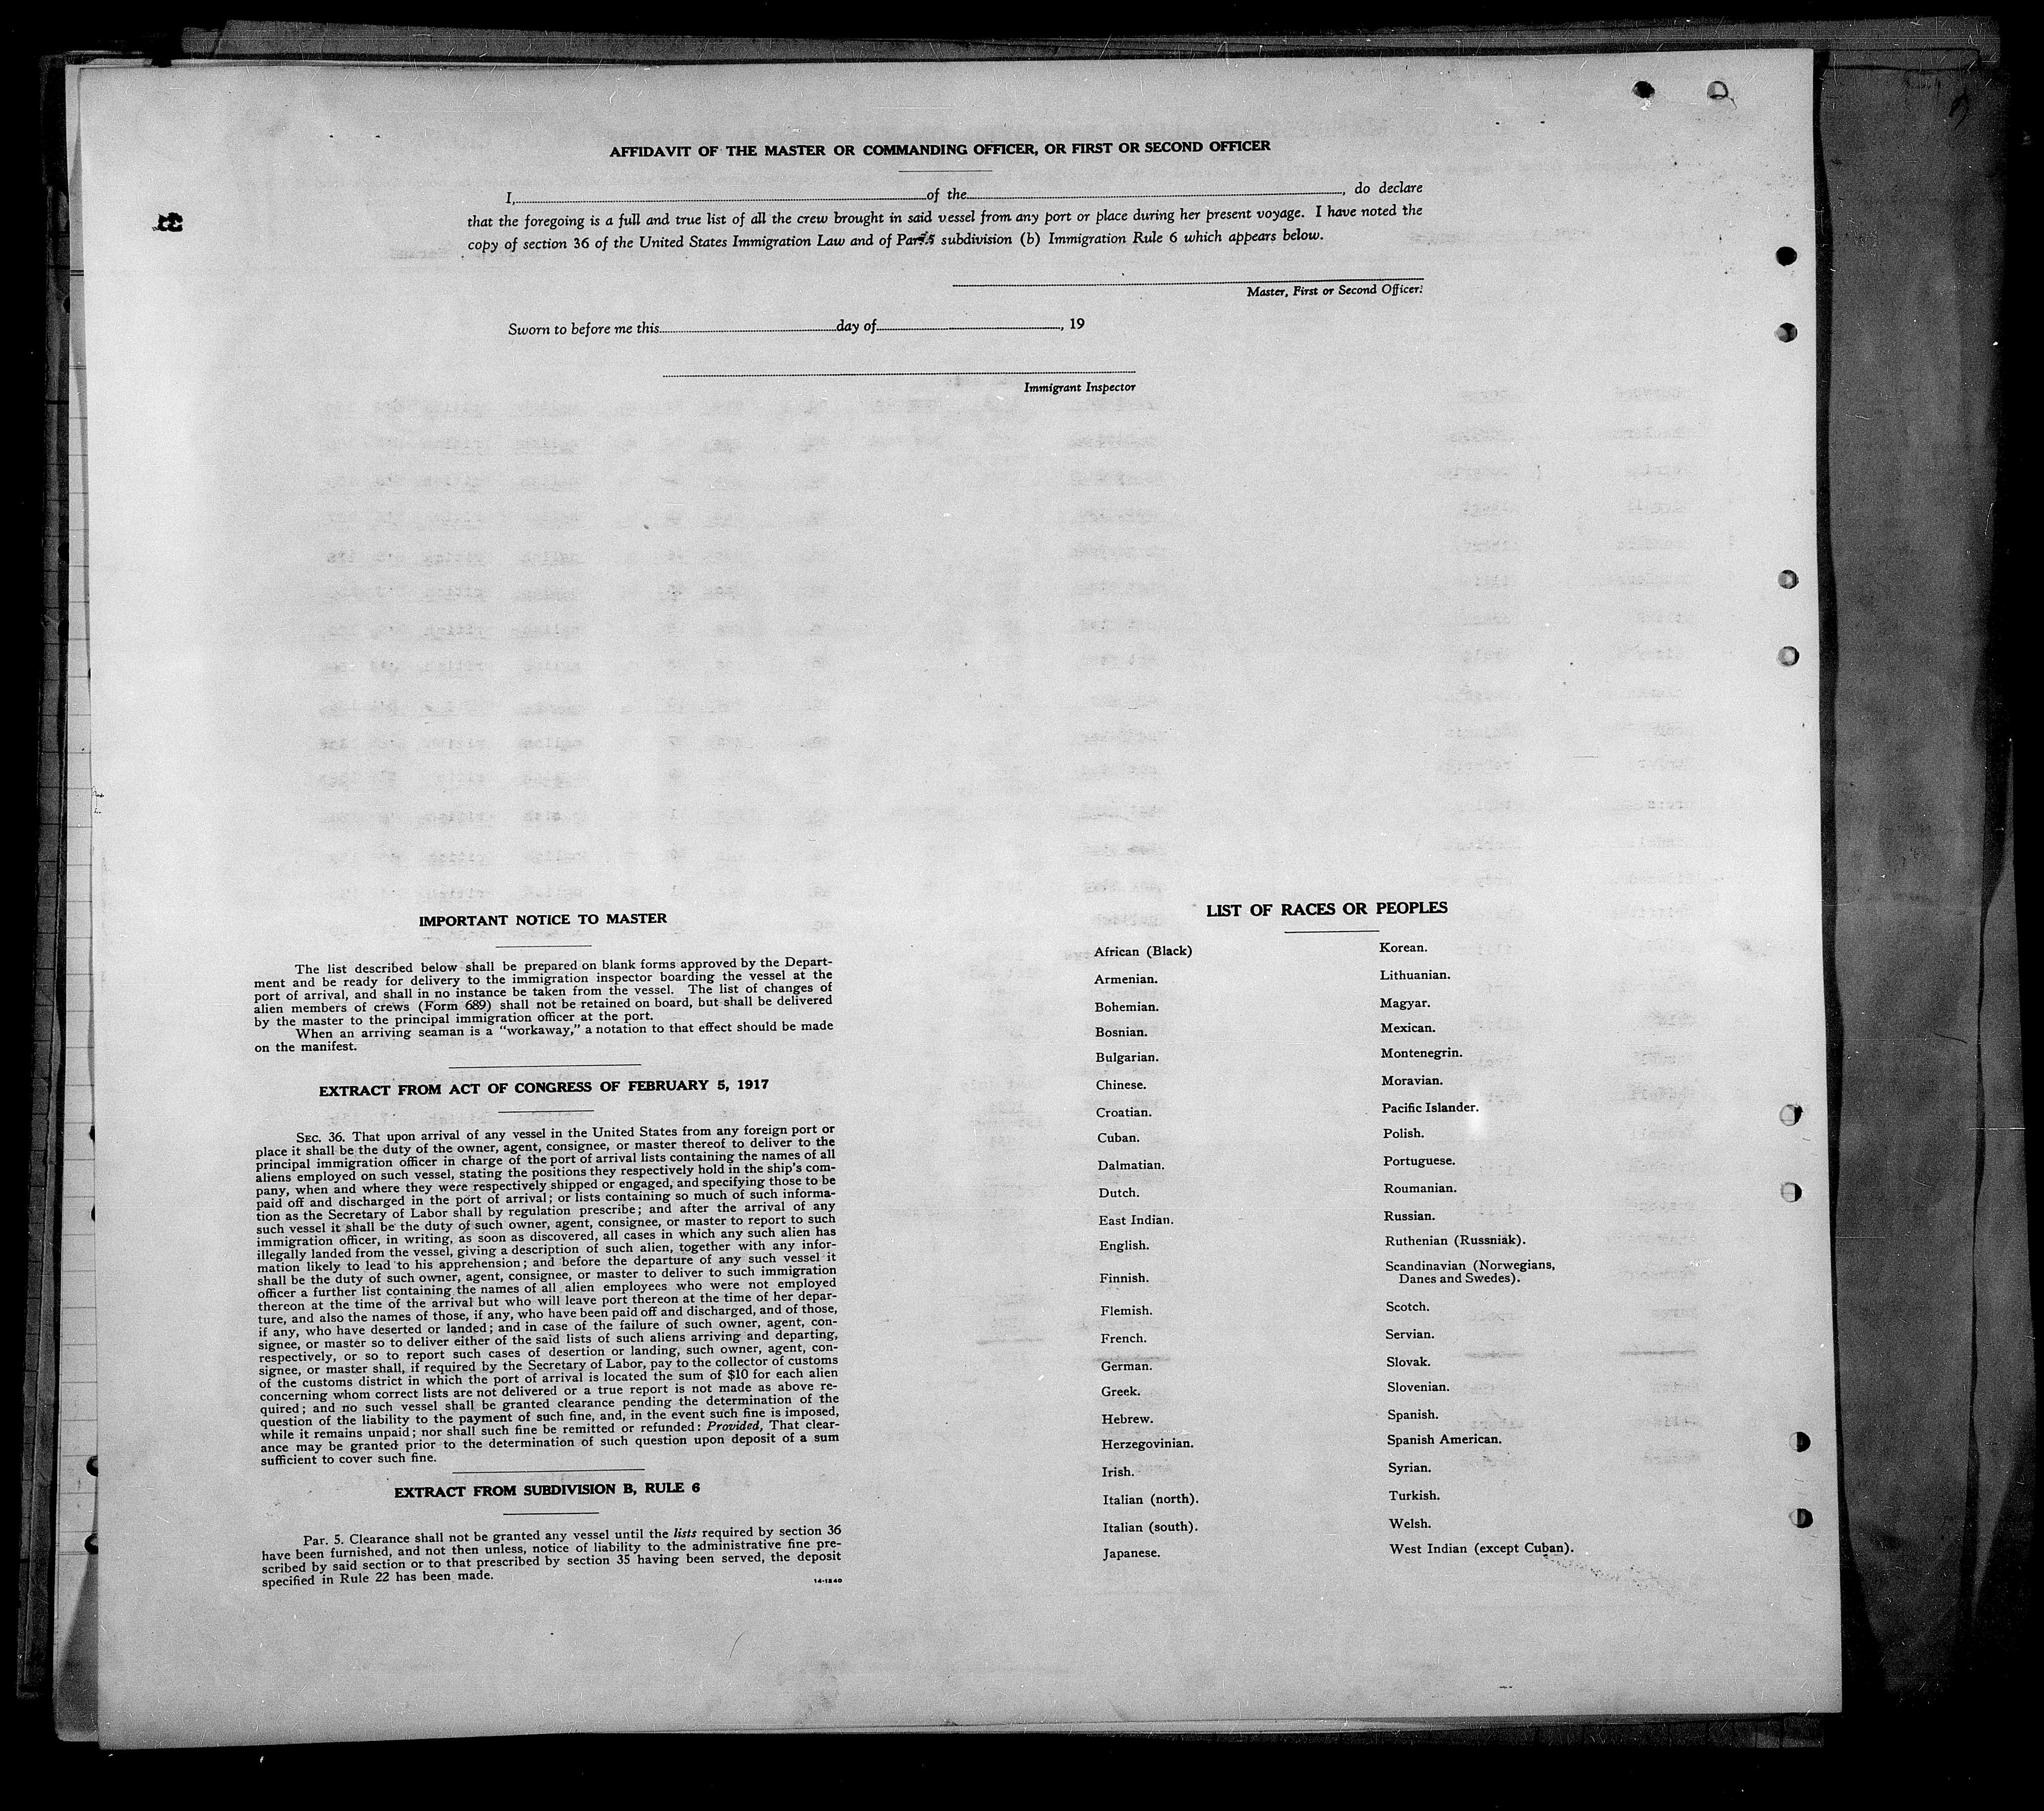 AFFIDAVIT OF THE MASTER OR COMMANDING OFFICER, OR FIRST OR SECOND OFFICER
I, of the , do declare
that the foregoing is a full and true list of all the crew brought in said vessel from any port or place during her present voyage. I have noted the
copy of section 36 of the United States Immigration Law and of Par. 5 subdivision (b) Immigration Rule 6 which appears below.
Master, First or Second Officer.
Sworn to before me this day of , 19
Immigrant Inspector
IMPORTANT NOTICE TO MASTER
The list described below shall be prepared on blank forms approved by the Depart-
ment and be ready for delivery to the immigration inspector boarding the vessel at the
port of arrival, and shall in no instance be taken from the vessel. The list of changes of
alien members of crews (Form 689) shall not be retained on board, but shall be delivered
by the master to the principal immigration officer at the port.
When an arriving seaman is a "workaway," a notation to that effect should be made
on the manifest.
EXTRACT FROM ACT OF CONGRESS OF FEBRUARY 5, 1917
SEC. 36. That upon arrival of any vessel in the United States from any foreign port or
place it shall be the duty of the owner, agent, consignee, or master thereof to deliver to the
principal immigration officer in charge of the port of arrival lists containing the names of all
aliens employed on such vessel, stating the positions they respectively hold in the ship's com-
pany, when and where they were respectively shipped or engaged, and specifying those to be
paid off and discharged in the port of arrival; or lists containing so much of such informa-
tion as the Secretary of Labor shall by regulation prescribe; and after the arrival of any
such vessel it shall be the duty of such owner, agent, consignee, or master to report to such
immigration officer, in writing, as soon as discovered, all cases in which any such alien has
illegally landed from the vessel, giving a description of such alien, together with any infor-
mation likely to lead to his apprehension; and before the departure of any such vessel it
shall be the duty of such owner, agent, consignee, or master to deliver to such immigration
officer a further list containing the names of all alien employees who were not employed
thereon at the time of the arrival but who will leave port thereon at the time of her depar-
ture, and also the names of those, if any, who have been paid off and discharged, and of those,
if any, who have deserted or landed; and in case of the failure of such owner, agent, con-
signee, or master so to deliver either of the said lists of such aliens arriving and departing,
respectively, or so to report such cases of desertion or landing, such owner, agent, con-
signee, or master shall, if required by the Secretary of Labor, pay to the collector of customs
of the customs district in which the port of arrival is located the sum of $10 for each alien
concerning whom correct lists are not delivered or a true report is not made as above re-
quired; and no such vessel shall be granted clearance pending the determination of the
question of the liability to the payment of such fine, and, in the event such fine is imposed,
while it remains unpaid; nor shall such fine be remitted or refunded: Provided, That clear-
ance may be granted prior to the determination of such question upon deposit of a sum
sufficient to cover such fine.
EXTRACT FROM SUBDIVISION B, RULE 6
Par. 5. Clearance shall not be granted any vessel until the lists required by section 36
have been furnished, and not then unless, notice of liability to the administrative fine pre-
scribed by said section or to that prescribed by section 35 having been served, the deposit
specified in Rule 22 has been made.
14-1240
LIST OF RACES OR PEOPLES
African (Black)
Armenian.
Bohemian.
Bosnian.
Bulgarian.
Chinese.
Croatian.
Cuban.
Dalmatian.
Dutch.
East Indian.
English.
Finnish.
Flemish.
French.
German.
Greek.
Hebrew.
Herzegovinian.
Irish.
Italian (north).
Italian (south).
Japanese.
Korean.
Lithuanian.
Magyar.
Mexican.
Montenegrin.
Moravian.
Pacific Islander.
Polish.
Portuguese.
Roumanian.
Russian.
Ruthenian (Russniak).
Scandinavian (Norwegians,
Danes and Swedes).
Scotch.
Servian.
Slovak.
Slovenian.
Spanish.
Spanish American.
Syrian.
Turkish.
Welsh.
West Indian (except Cuban).